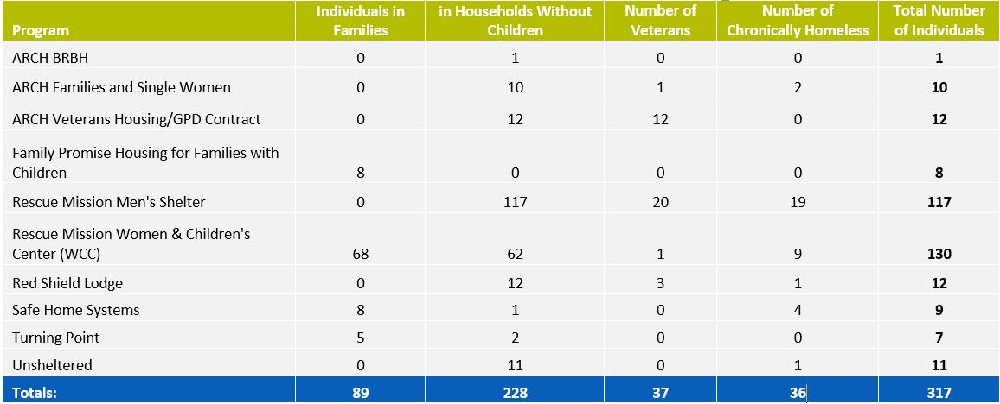 Program Individuals in Families in Households Without Children Number of Veterans Number of Chronically Homeless Total Number of Individuals
ARCH BRBH 0 1 0 0 1
ARCH Families and Single Women 0 10 1 2 10
ARCH Veterans Housing/GPD Contract 0 12 12 0 12
Family Promise Housing for Families with
Children 8 0 0 0 8
Rescue Mission Men's Shelter 0 117 20 19 117
Rescue Mission Women & Children's
Center (WCC) 68 62 1 9 130
Red Shield Lodge 0 12 3 1 12
Safe Home Systems 8 1 0 4 9
Turning Point 5 2 0 0 7
Unsheltered 0 11 0 1 11
Totals: 89 228 37 36 317